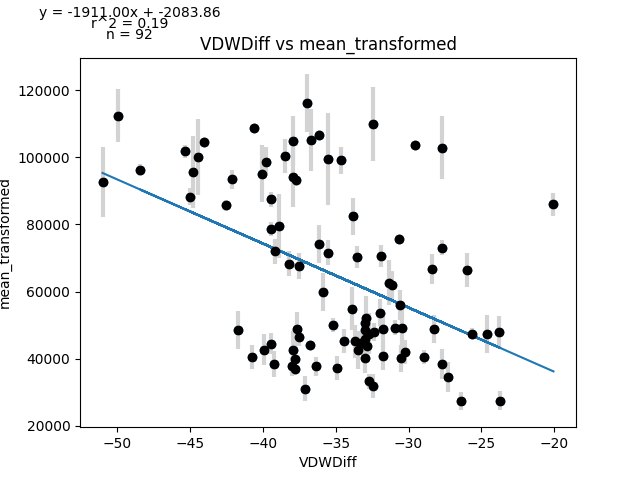 y = -1911.00x + -2083.86
r^2 = 0.19
n = 92
VDWDiff vs mean_transformed
120000
100000
80000
60000
40000
20000
mean_transformed
−50
−45
−40
−35
−30
−25
−20
VDWDiff